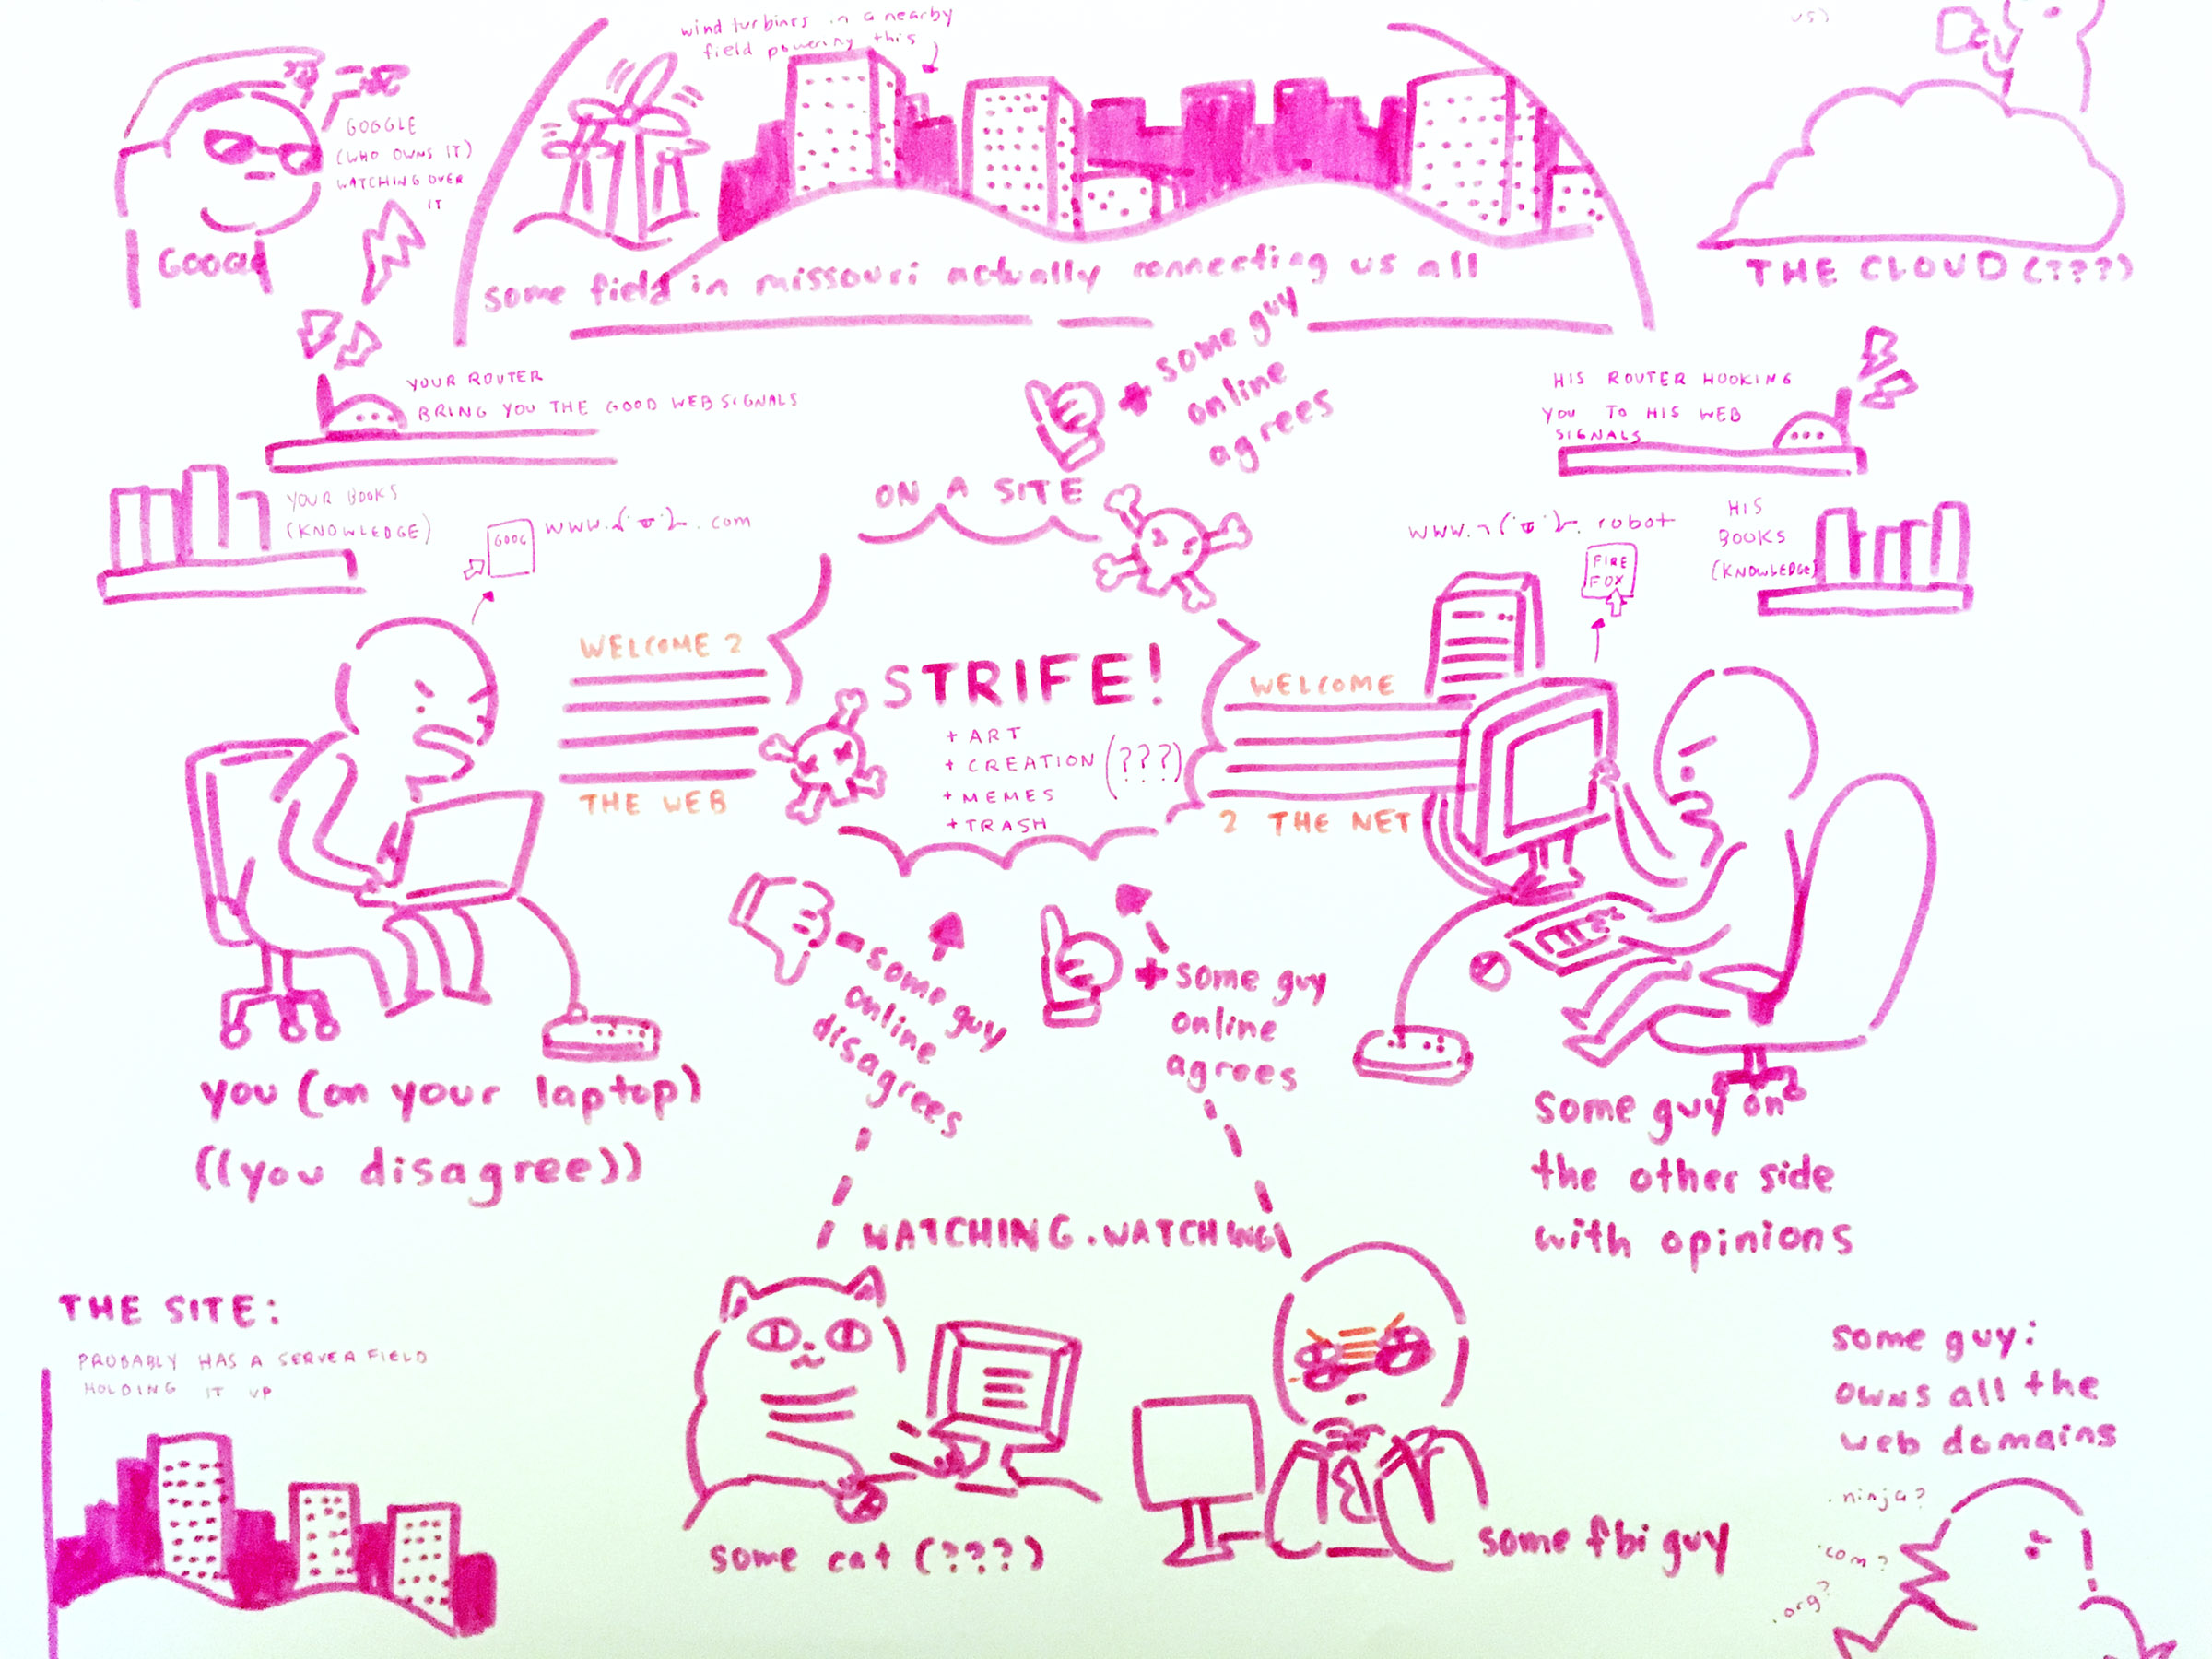 wind turbines in a nearby
field powering this
us)
GOGGLE
(WHO OWNS IT)
WATCHING OVER
IT
some field in missouri actually connecting us all
THE CLOUD (???)
YOUR ROUTER
BRING YOU THE GOOD WEB SIGNALS
+ some guy
online
agrees
HIS ROUTER HOOKING
YOU TO HIS WEB
SIGNALS
YOUR BOOKS
(KNOWLEDGE)
GOOG
ON A SITE
HIS
BOOKS
(KNOWLEDGE)
FIRE
FOX
WELCOME 2
THE WEB
STRIFE!
+ ART
+ CREATION (???)
+ MEMES
+ TRASH
WELCOME
2 THE NET
- some guy
online
disagrees
+ some guy
online
agrees
you (on your laptop)
((you disagree))
some guy on
the other side
with opinions
WATCHING.WATCHING
THE SITE:
PROBABLY HAS A SERVER FIELD
HOLDING IT UP
some cat (???)
some fbi guy
some guy:
owns all the
web domains
.ninja?
.com?
.org?